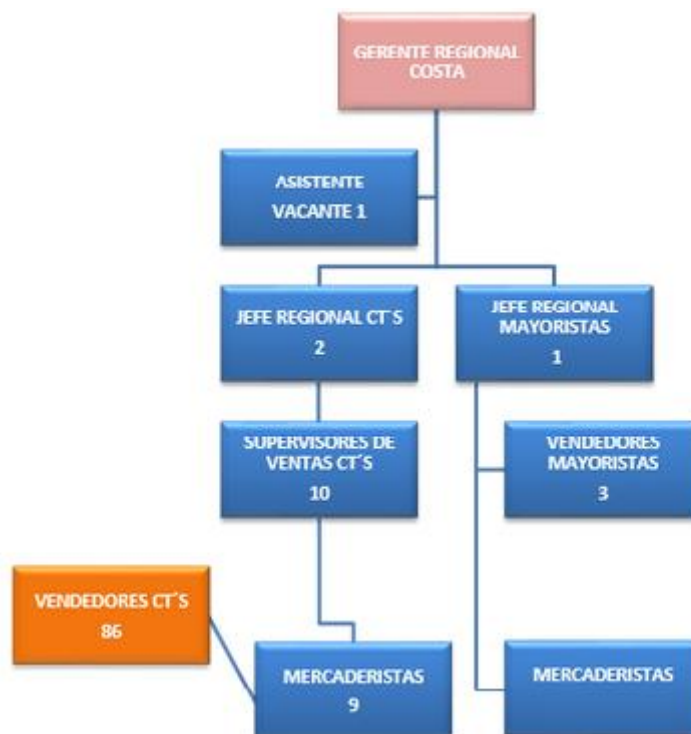 GERENTE REGIONAL
COSTA
ASISTENTE
VACANTE 1
JEFE REGIONAL CT`S
2
JEFE REGIONAL
MAYORISTAS
1
SUPERVISORES DE
VENTAS CT´S
10
VENDEDORES
MAYORISTAS
3
VENDEDORES CT´S
86
MERCADERISTAS
9
MERCADERISTAS